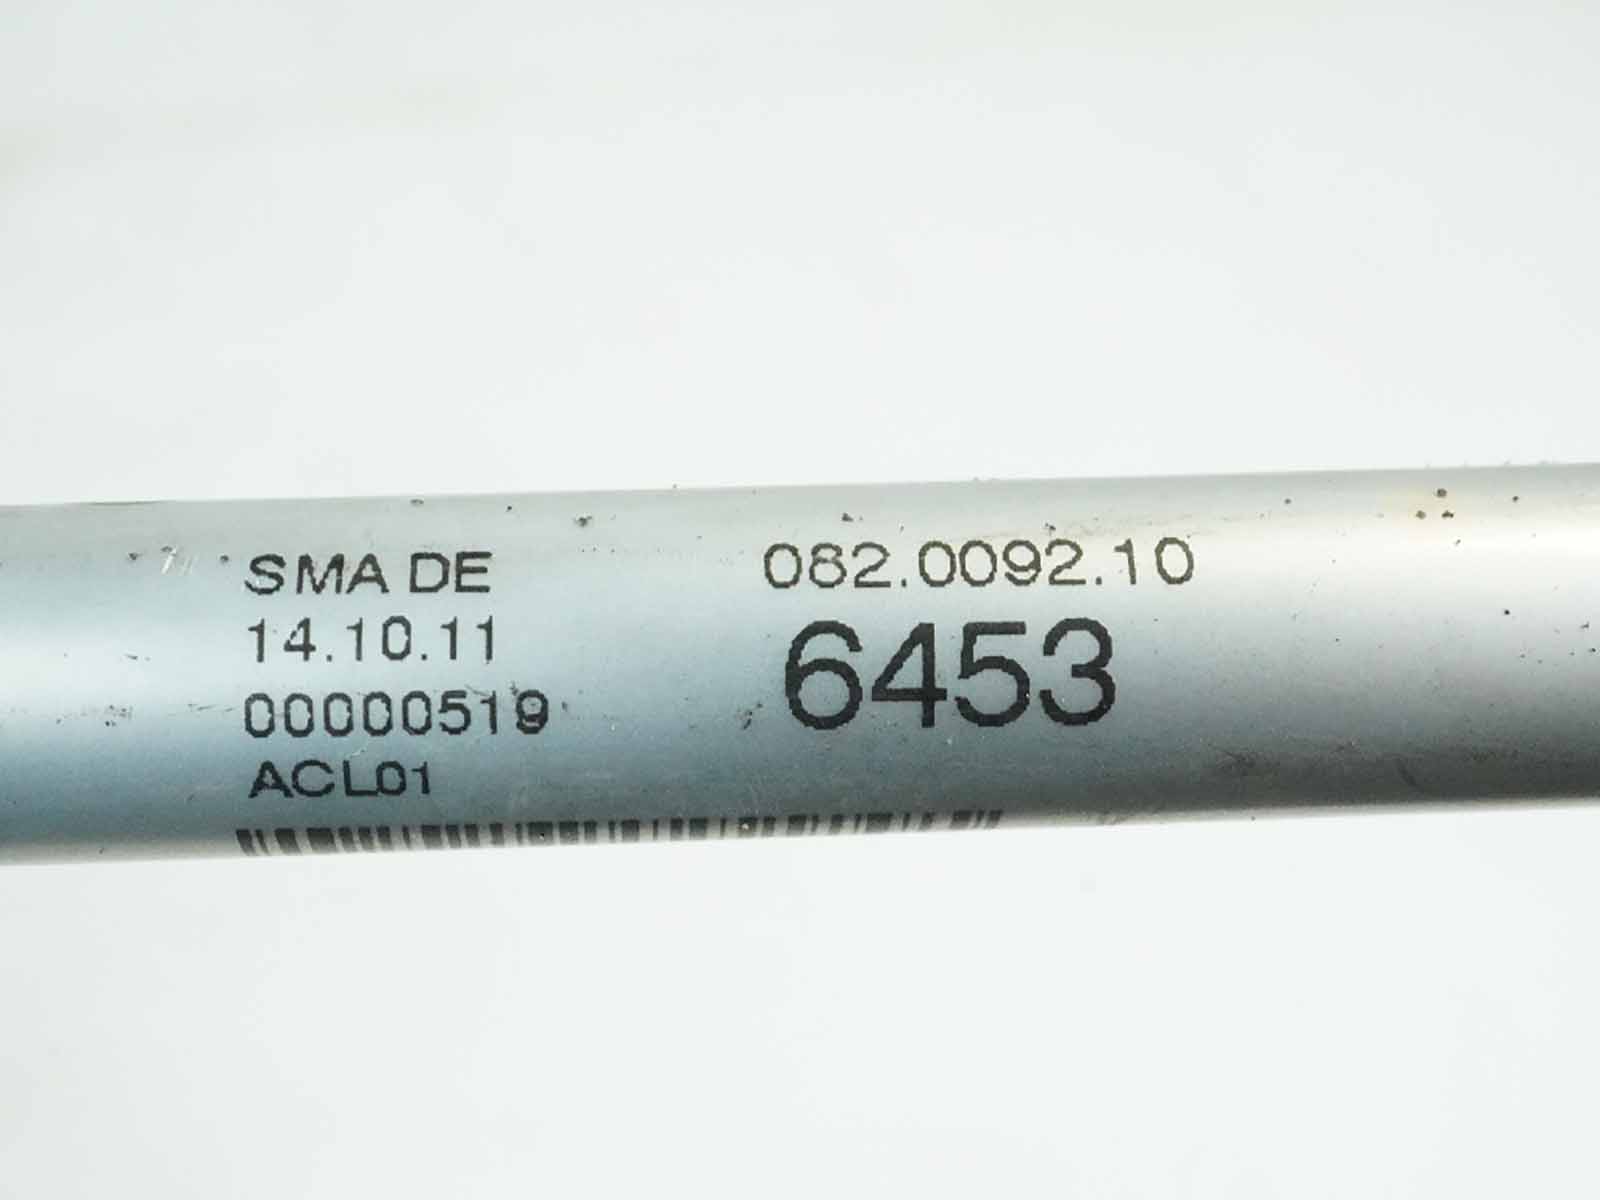 SMA DE
14.10.11
00000519
ACL01
082.0092.10
6453